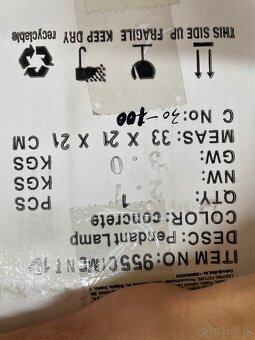 ITEM NO:
DESC: Pendant Lamp
COLOR: concrete
QTY: 1 PCS
NW: 2.7 KGS
GW: 3.0 KGS
MEAS: 33 X 21 X 21 CM
C NO: 30-700
THIS SIDE UP FRAGILE KEEP DRY recyclable